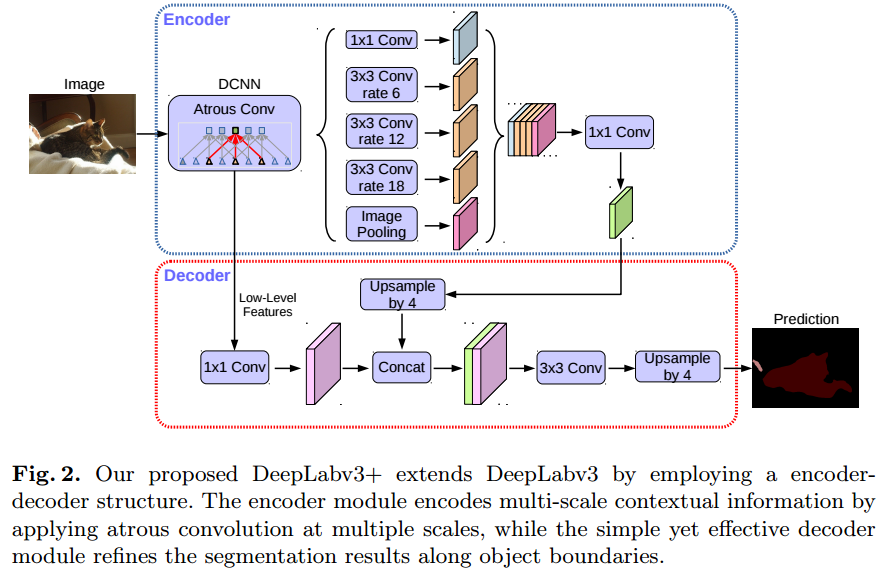 Encoder
Image
DCNN
Atrous Conv
1x1 Conv
3x3 Conv
rate 6
3x3 Conv
rate 12
3x3 Conv
rate 18
Image
Pooling
1x1 Conv
Decoder
Low-Level
Features
Upsample
by 4
1x1 Conv
Concat
3x3 Conv
Upsample
by 4
Prediction
Fig. 2. Our proposed DeepLabv3+ extends DeepLabv3 by employing a encoder-
decoder structure. The encoder module encodes multi-scale contextual information by
applying atrous convolution at multiple scales, while the simple yet effective decoder
module refines the segmentation results along object boundaries.